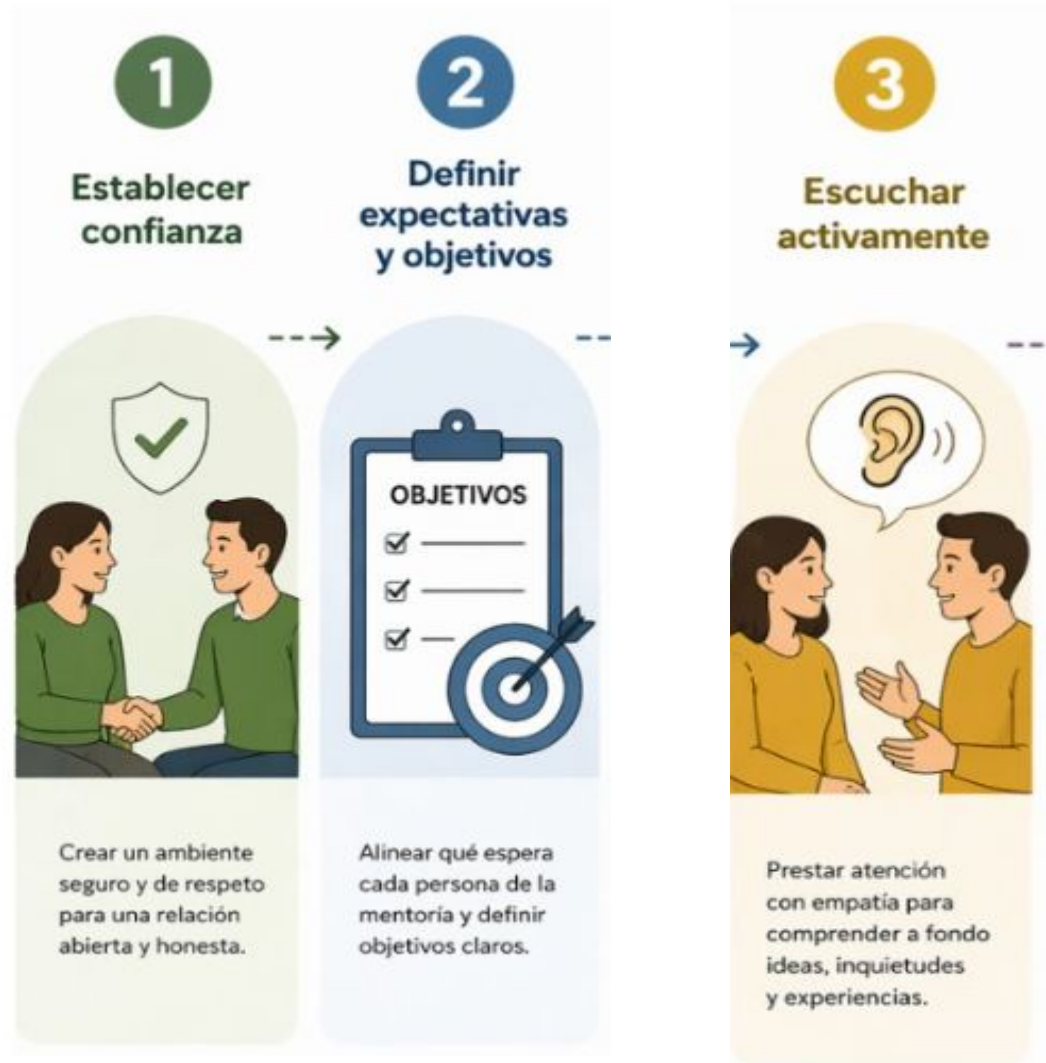 1
Establecer
confianza
OBJETIVOS
Crear un ambiente
seguro y de respeto
para una relación
abierta y honesta.
2
Definir
expectativas
y objetivos
Alinear qué espera
cada persona de la
mentoría y definir
objetivos claros.
3
Escuchar
activamente
Prestar atención
con empatía para
comprender a fondo
ideas, inquietudes
y experiencias.